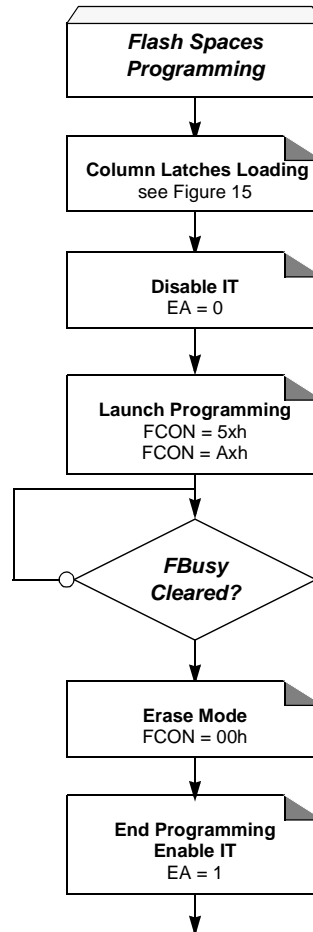 Flash Spaces
Programming
Column Latches Loading
see Figure 15
Disable IT
EA = 0
Launch Programming
FCON = 5xh
FCON = Axh
FBusy
Cleared?
Erase Mode
FCON = 00h
End Programming
Enable IT
EA = 1